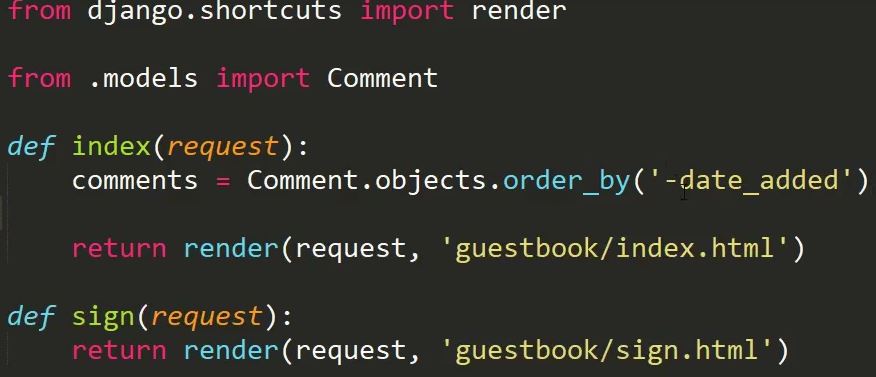 from django.shortcuts import render
from .models import Comment
def index(request):
comments = Comment.objects.order_by('-date_added')
return render(request, 'guestbook/index.html')
def sign(request):
return render(request, 'guestbook/sign.html')